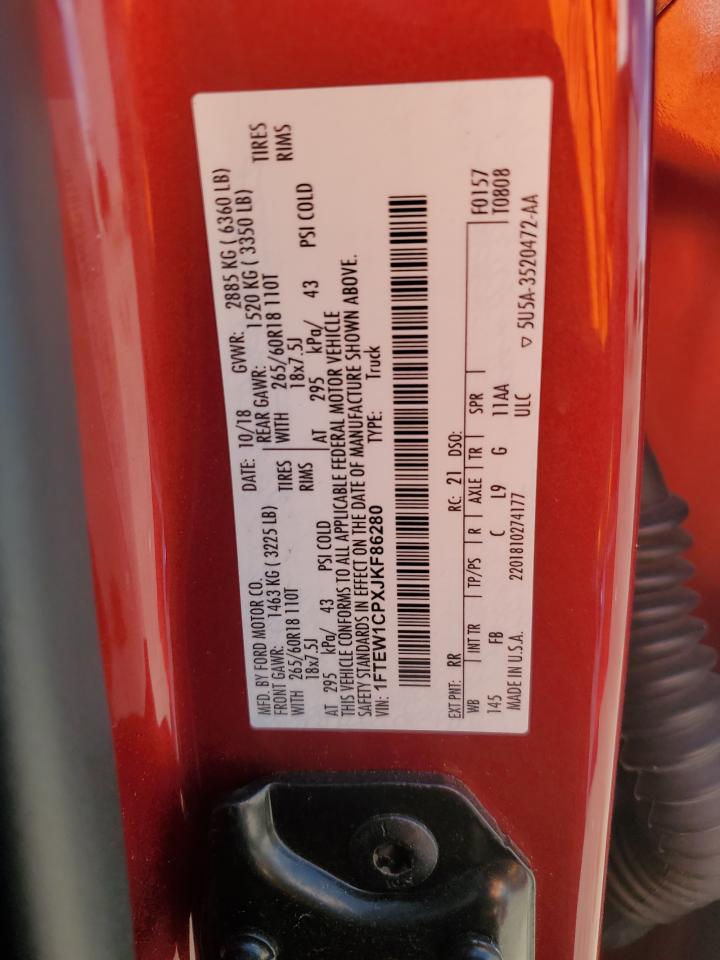 MFD. BY FORD MOTOR CO.
DATE: 10/18 GVWR: 2885 KG ( 6360 LB)
FRONT GAWR: 1463 KG ( 3225 LB) REAR GAWR: 1520 KG ( 3350 LB)
WITH 265/60R18 110T TIRES WITH 265/60R18 110T TIRES
18x7.5J RIMS 18x7.5J RIMS
AT 295 kPa/ 43 PSI COLD AT 295 kPa/ 43 PSI COLD
THIS VEHICLE CONFORMS TO ALL APPLICABLE FEDERAL MOTOR VEHICLE
SAFETY STANDARDS IN EFFECT ON THE DATE OF MANUFACTURE SHOWN ABOVE.
VIN: 1FTEW1CPXJKF86280 TYPE: Truck
EXT PNT: RR RC: 21 DSO: F0157
WB INT TR TP/PS R AXLE TR SPR T0808
145 FB C L9 G 11AA
MADE IN U.S.A. 2201810274177 ULC ▽ 5U5A-3520472-AA